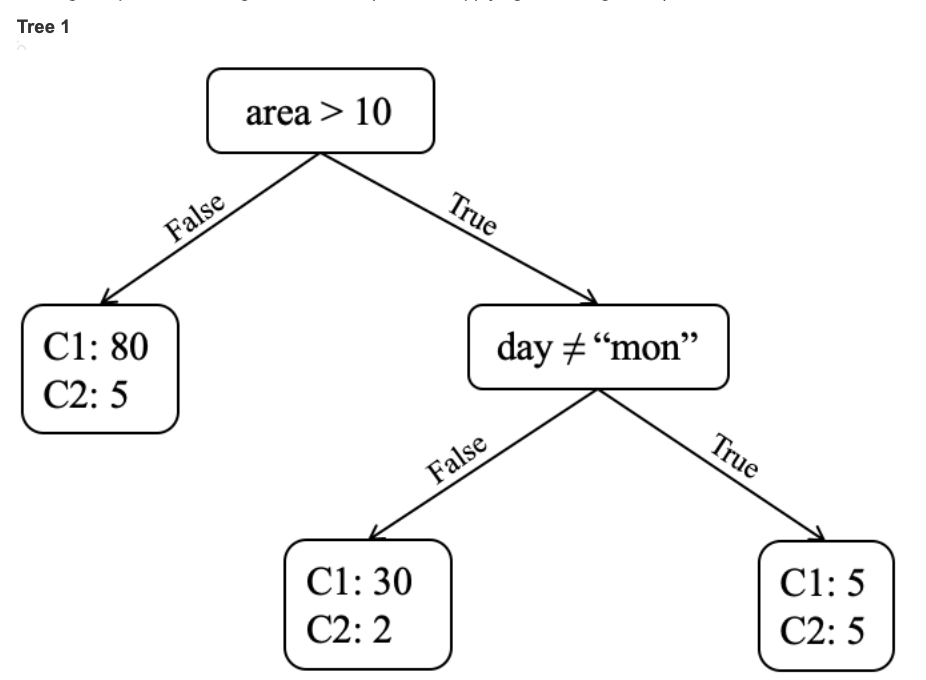 Tree 1
area > 10
False
True
C1: 80
C2: 5
day ≠ “mon”
False
True
C1: 30
C2: 2
C1: 5
C2: 5